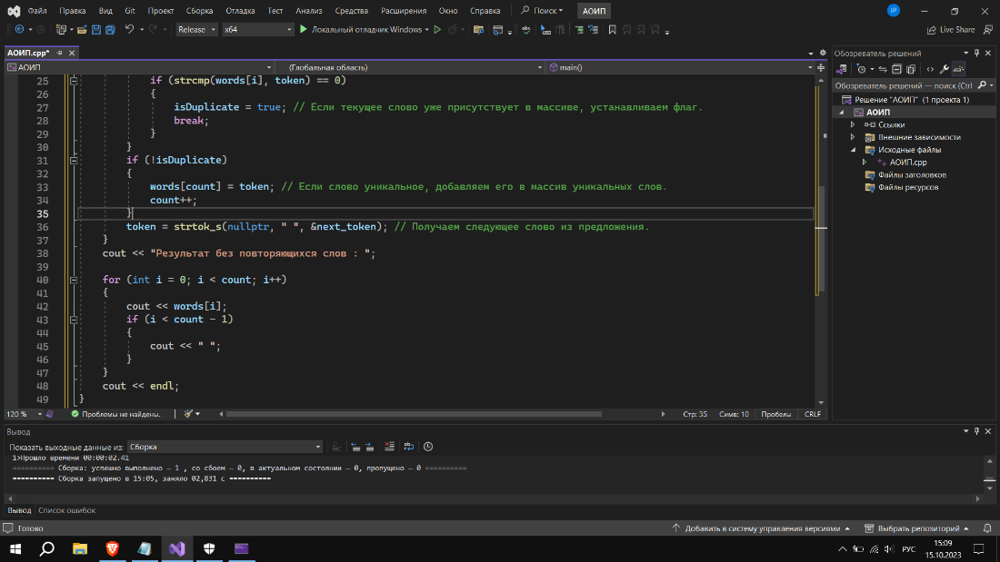 Файл Правка Вид Git Проект Сборка Отладка Тест Анализ Средства Расширения Окно Справка Поиск АОИП IP
Release x64 Локальный отладчик Windows Live Share
АОИП.cpp*
АОИП (Глобальная область) main()
25 if (strcmp(words[i], token) == 0)
26 {
27 isDuplicate = true; // Если текущее слово уже присутствует в массиве, устанавливаем флаг.
28 break;
29 }
30 }
31 if (!isDuplicate)
32 {
33 words[count] = token; // Если слово уникальное, добавляем его в массив уникальных слов.
34 count++;
35 }
36 token = strtok_s(nullptr, " ", &next_token); // Получаем следующее слово из предложения.
37 }
38 cout << "Результат без повторяющихся слов : ";
39
40 for (int i = 0; i < count; i++)
41 {
42 cout << words[i];
43 if (i < count - 1)
44 {
45 cout << " ";
46 }
47 }
48 cout << endl;
49 }
120 % Проблемы не найдены. Стр: 35 Симв: 10 Пробелы CRLF
Обозреватель решений
Обозреватель решений — поиск (Ctrl
Решение "АОИП" (1 проекта 1)
АОИП
Ссылки
Внешние зависимости
Исходные файлы
АОИП.cpp
Файлы заголовков
Файлы ресурсов
Вывод
Показать выходные данные из: Сборка
1>Прошло времени 00:00:02.41
========== Сборка: успешно выполнено — 1 , со сбоем — 0, в актуальном состоянии — 0, пропущено — 0 ==========
========== Сборка запущено в 15:05, заняло 02,831 с ==========
Вывод Список ошибок
Готово Добавить в систему управления версиями Выбрать репозиторий
РУС 15:09
15.10.2023